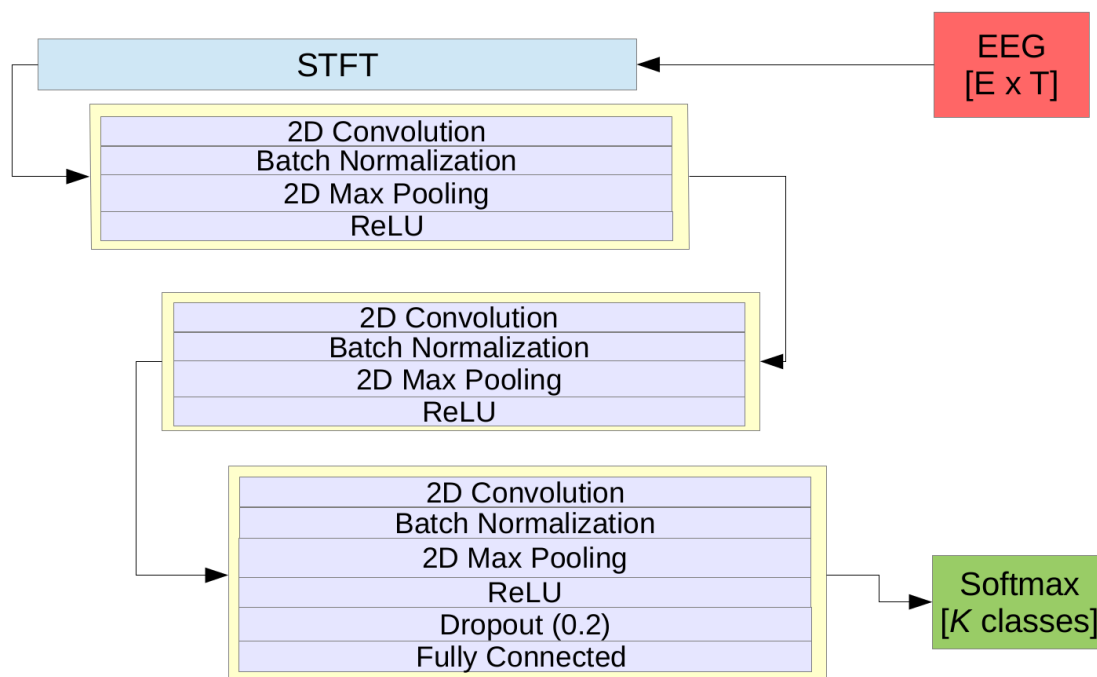 STFT
EEG
[E x T]
2D Convolution
Batch Normalization
2D Max Pooling
ReLU
2D Convolution
Batch Normalization
2D Max Pooling
ReLU
2D Convolution
Batch Normalization
2D Max Pooling
ReLU
Dropout (0.2)
Fully Connected
Softmax
[K classes]